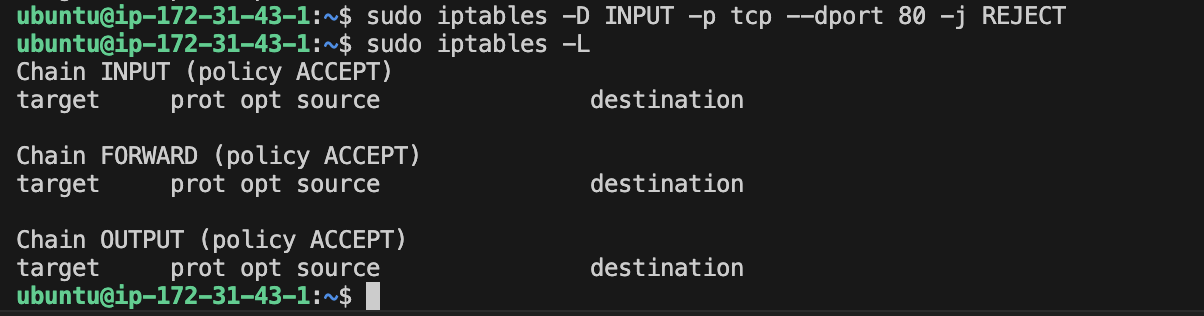 ubuntu@ip-172-31-43-1:~$ sudo iptables -D INPUT -p tcp --dport 80 -j REJECT
ubuntu@ip-172-31-43-1:~$ sudo iptables -L
Chain INPUT (policy ACCEPT)
target     prot opt source               destination

Chain FORWARD (policy ACCEPT)
target     prot opt source               destination

Chain OUTPUT (policy ACCEPT)
target     prot opt source               destination
ubuntu@ip-172-31-43-1:~$